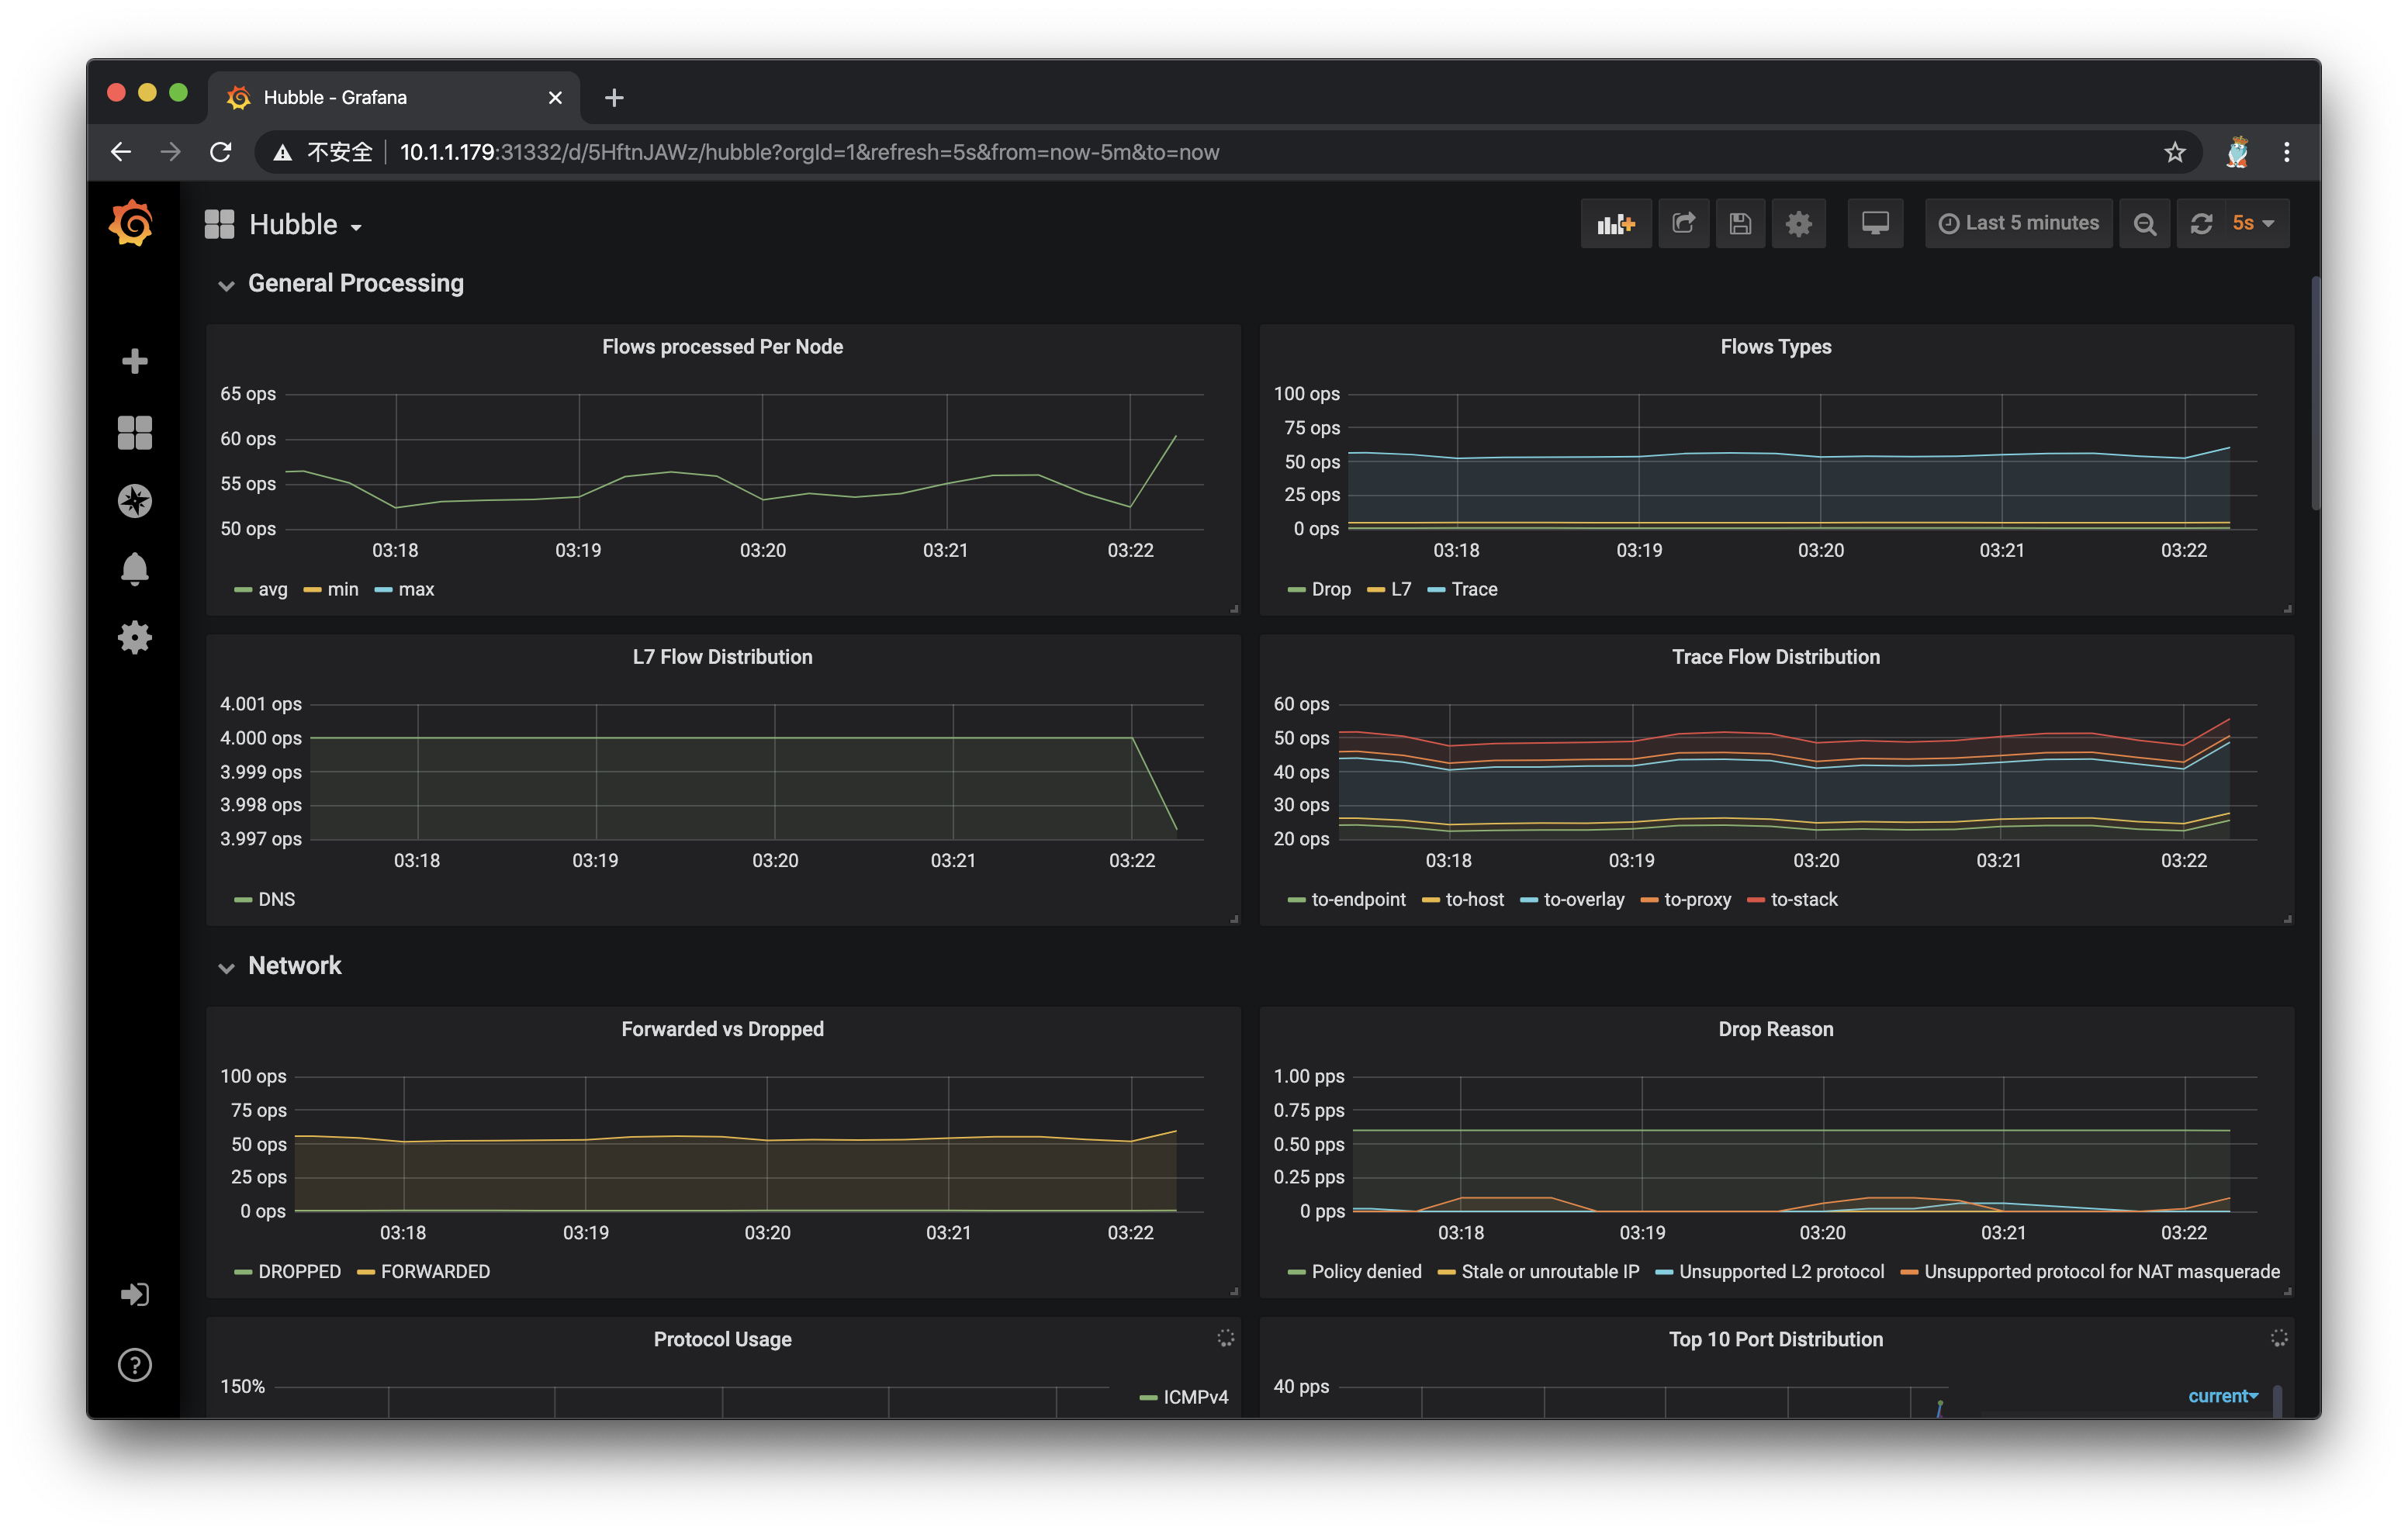 Hubble - Grafana
不安全 10.1.1.179:31332/d/5HftnJAWz/hubble?orgId=1&refresh=5s&from=now-5m&to=now
Hubble
Last 5 minutes
5s
General Processing
Flows processed Per Node
65 ops
60 ops
55 ops
50 ops
03:18 03:19 03:20 03:21 03:22
avg min max
Flows Types
100 ops
75 ops
50 ops
25 ops
0 ops
03:18 03:19 03:20 03:21 03:22
Drop L7 Trace
L7 Flow Distribution
4.001 ops
4.000 ops
3.999 ops
3.998 ops
3.997 ops
03:18 03:19 03:20 03:21 03:22
DNS
Trace Flow Distribution
60 ops
50 ops
40 ops
30 ops
20 ops
03:18 03:19 03:20 03:21 03:22
to-endpoint to-host to-overlay to-proxy to-stack
Network
Forwarded vs Dropped
100 ops
75 ops
50 ops
25 ops
0 ops
03:18 03:19 03:20 03:21 03:22
DROPPED FORWARDED
Drop Reason
1.00 pps
0.75 pps
0.50 pps
0.25 pps
0 pps
03:18 03:19 03:20 03:21 03:22
Policy denied Stale or unroutable IP Unsupported L2 protocol Unsupported protocol for NAT masquerade
Protocol Usage
150%
ICMPv4
Top 10 Port Distribution
40 pps
current